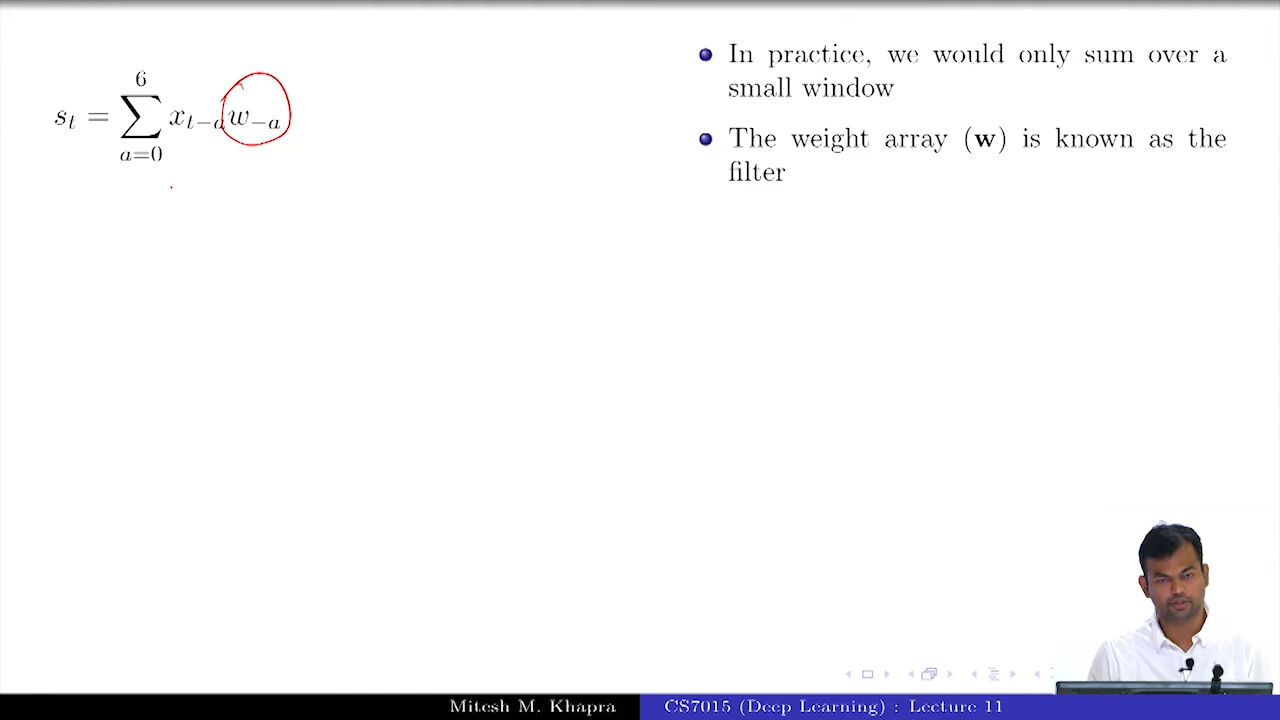 s_t = \sum_{a=0}^{6} x_{t-a} w_{-a}
In practice, we would only sum over a
small window
The weight array (w) is known as the
filter
Mitesh M. Khapra
CS7015 (Deep Learning) : Lecture 11